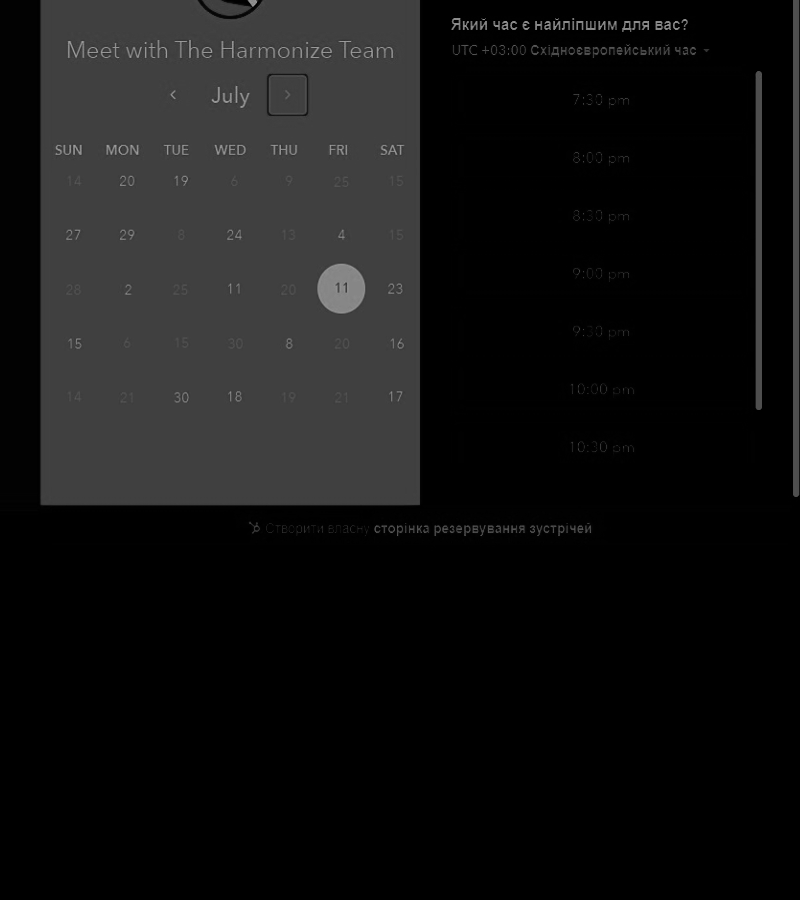 Meet with The Harmonize Team
July
SUN MON TUE WED THU FRI SAT
14 20 19 6 9 25 15
27 29 8 24 13 4 15
28 2 25 11 20 11 23
15 6 15 30 8 20 16
14 21 30 18 19 21 17
Який час є найліпшим для вас?
UTC +03:00 Східноєвропейський час
7:30 pm
8:00 pm
8:30 pm
9:00 pm
9:30 pm
10:00 pm
10:30 pm
Створити власну сторінка резервування зустрічей